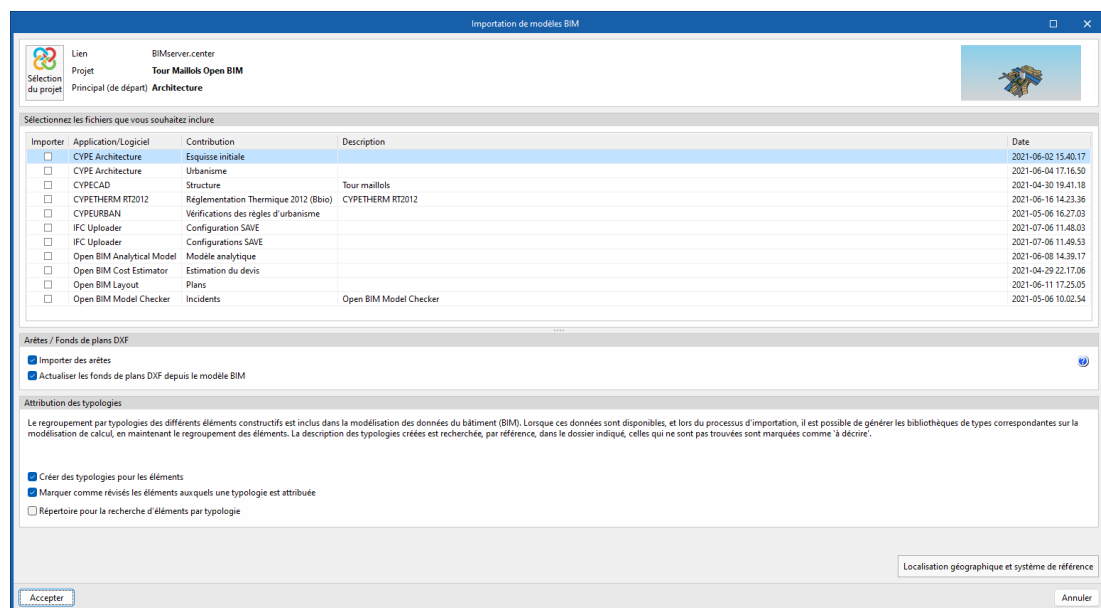 Importation de modèles BIM
Sélection
du projet
Lien BIMserver.center
Projet Tour Maillols Open BIM
Principal (de départ) Architecture
Sélectionnez les fichiers que vous souhaitez inclure
Importer Application/Logiciel Contribution Description Date
CYPE Architecture Esquisse initiale 2021-06-02 15.40.17
CYPE Architecture Urbanisme 2021-06-04 17.16.50
CYPECAD Structure Tour maillols 2021-04-30 19.41.18
CYPETHERM RT2012 Réglementation Thermique 2012 (Bbio) CYPETHERM RT2012 2021-06-16 14.23.36
CYPEURBAN Vérifications des règles d'urbanisme 2021-05-06 16.27.03
IFC Uploader Configuration SAVE 2021-07-06 11.48.03
IFC Uploader Configurations SAVE 2021-07-06 11.49.53
Open BIM Analytical Model Modèle analytique 2021-06-08 14.39.17
Open BIM Cost Estimator Estimation du devis 2021-04-29 22.17.06
Open BIM Layout Plans 2021-06-11 17.25.05
Open BIM Model Checker Incidents Open BIM Model Checker 2021-05-06 10.02.54
Arêtes / Fonds de plans DXF
Importer des arêtes
Actualiser les fonds de plans DXF depuis le modèle BIM
Attribution des typologies
Le regroupement par typologies des différents éléments constructifs est inclus dans la modélisation des données du bâtiment (BIM). Lorsque ces données sont disponibles, et lors du processus d'importation, il est possible de générer les bibliothèques de types correspondantes sur la
modélisation de calcul, en maintenant le regroupement des éléments. La description des typologies créées est recherchée, par référence, dans le dossier indiqué, celles qui ne sont pas trouvées sont marquées comme 'à décrire'.
Créer des typologies pour les éléments
Marquer comme révisés les éléments auxquels une typologie est attribuée
Répertoire pour la recherche d'éléments par typologie
Localisation géographique et système de référence
Accepter Annuler